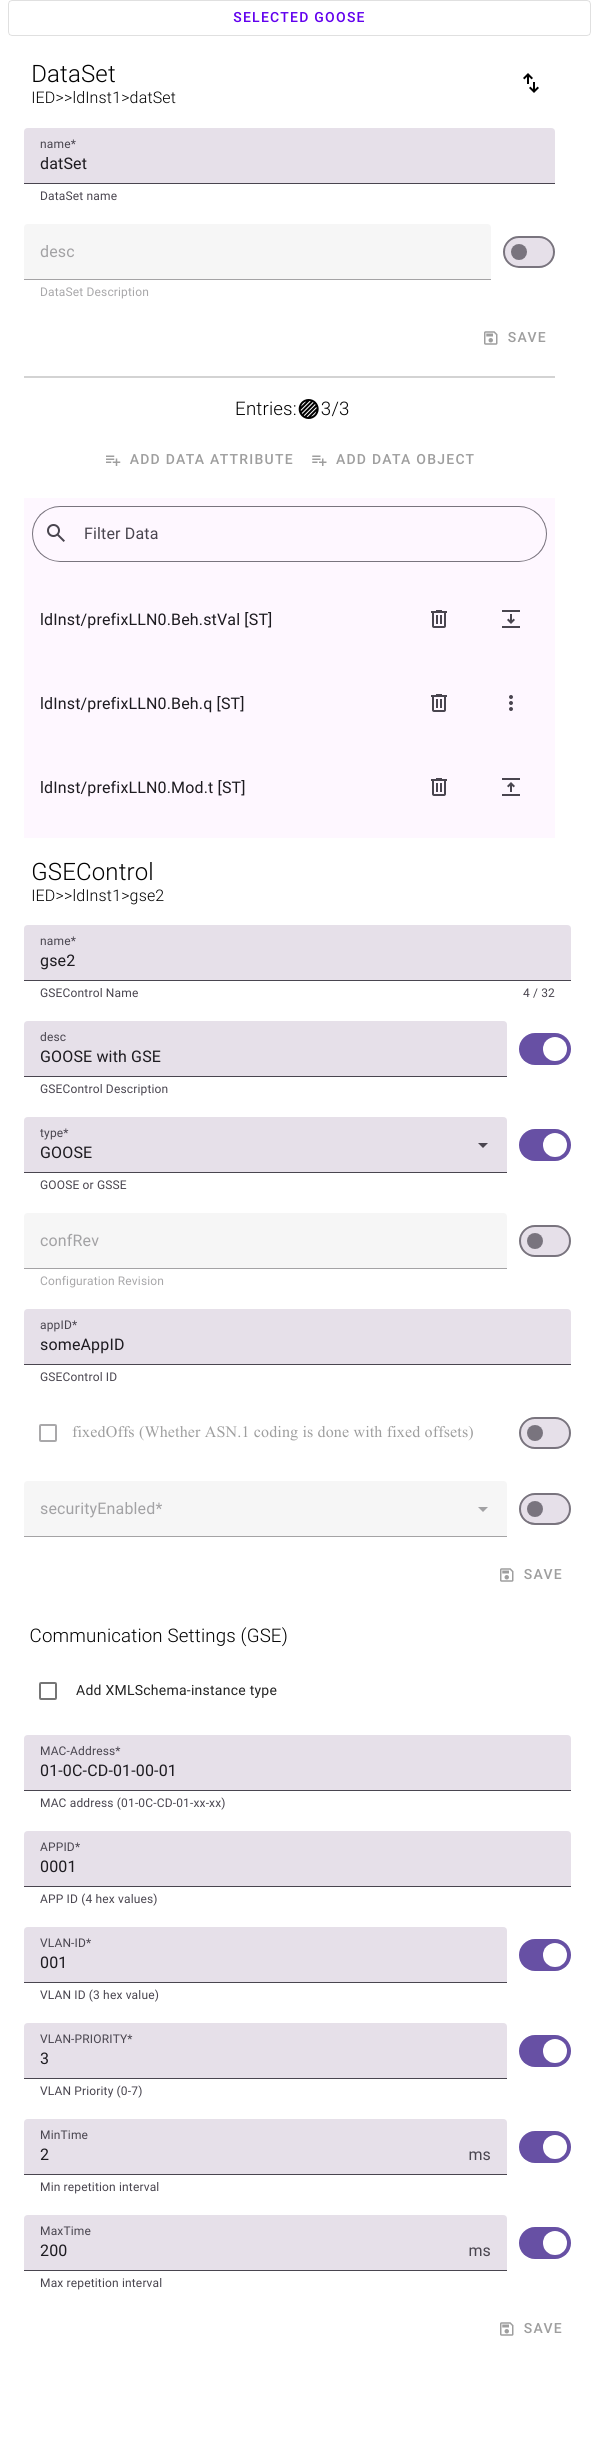 SELECTED GOOSE
DataSet
IED>>ldInst1>datSet
name*
datSet
DataSet name
desc
DataSet Description
SAVE
Entries: 3/3
ADD DATA ATTRIBUTE ADD DATA OBJECT
Filter Data
ldInst/prefixLLN0.Beh.stVal [ST]
ldInst/prefixLLN0.Beh.q [ST]
ldInst/prefixLLN0.Mod.t [ST]
GSEControl
IED>>ldInst1>gse2
name*
gse2
GSEControl Name 4 / 32
desc
GOOSE with GSE
GSEControl Description
type*
GOOSE
GOOSE or GSSE
confRev
Configuration Revision
appID*
someAppID
GSEControl ID
fixedOffs (Whether ASN.1 coding is done with fixed offsets)
securityEnabled*
SAVE
Communication Settings (GSE)
Add XMLSchema-instance type
MAC-Address*
01-0C-CD-01-00-01
MAC address (01-0C-CD-01-xx-xx)
APPID*
0001
APP ID (4 hex values)
VLAN-ID*
001
VLAN ID (3 hex value)
VLAN-PRIORITY*
3
VLAN Priority (0-7)
MinTime
2 ms
Min repetition interval
MaxTime
200 ms
Max repetition interval
SAVE